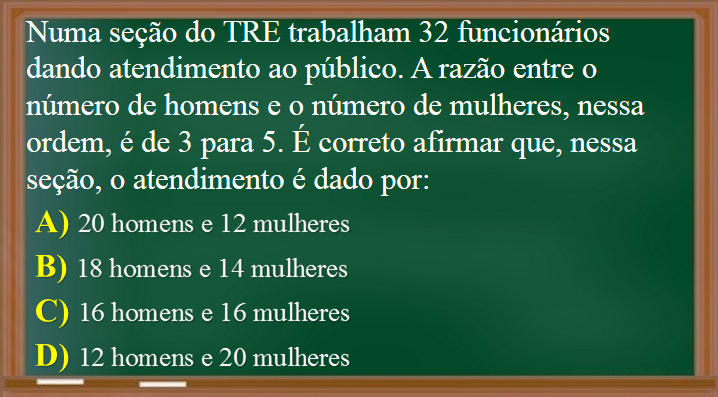 Numa seção do TRE trabalham 32 funcionários
dando atendimento ao público. A razão entre o
número de homens e o número de mulheres, nessa
ordem, é de 3 para 5. É correto afirmar que, nessa
seção, o atendimento é dado por:
A) 20 homens e 12 mulheres
B) 18 homens e 14 mulheres
C) 16 homens e 16 mulheres
D) 12 homens e 20 mulheres